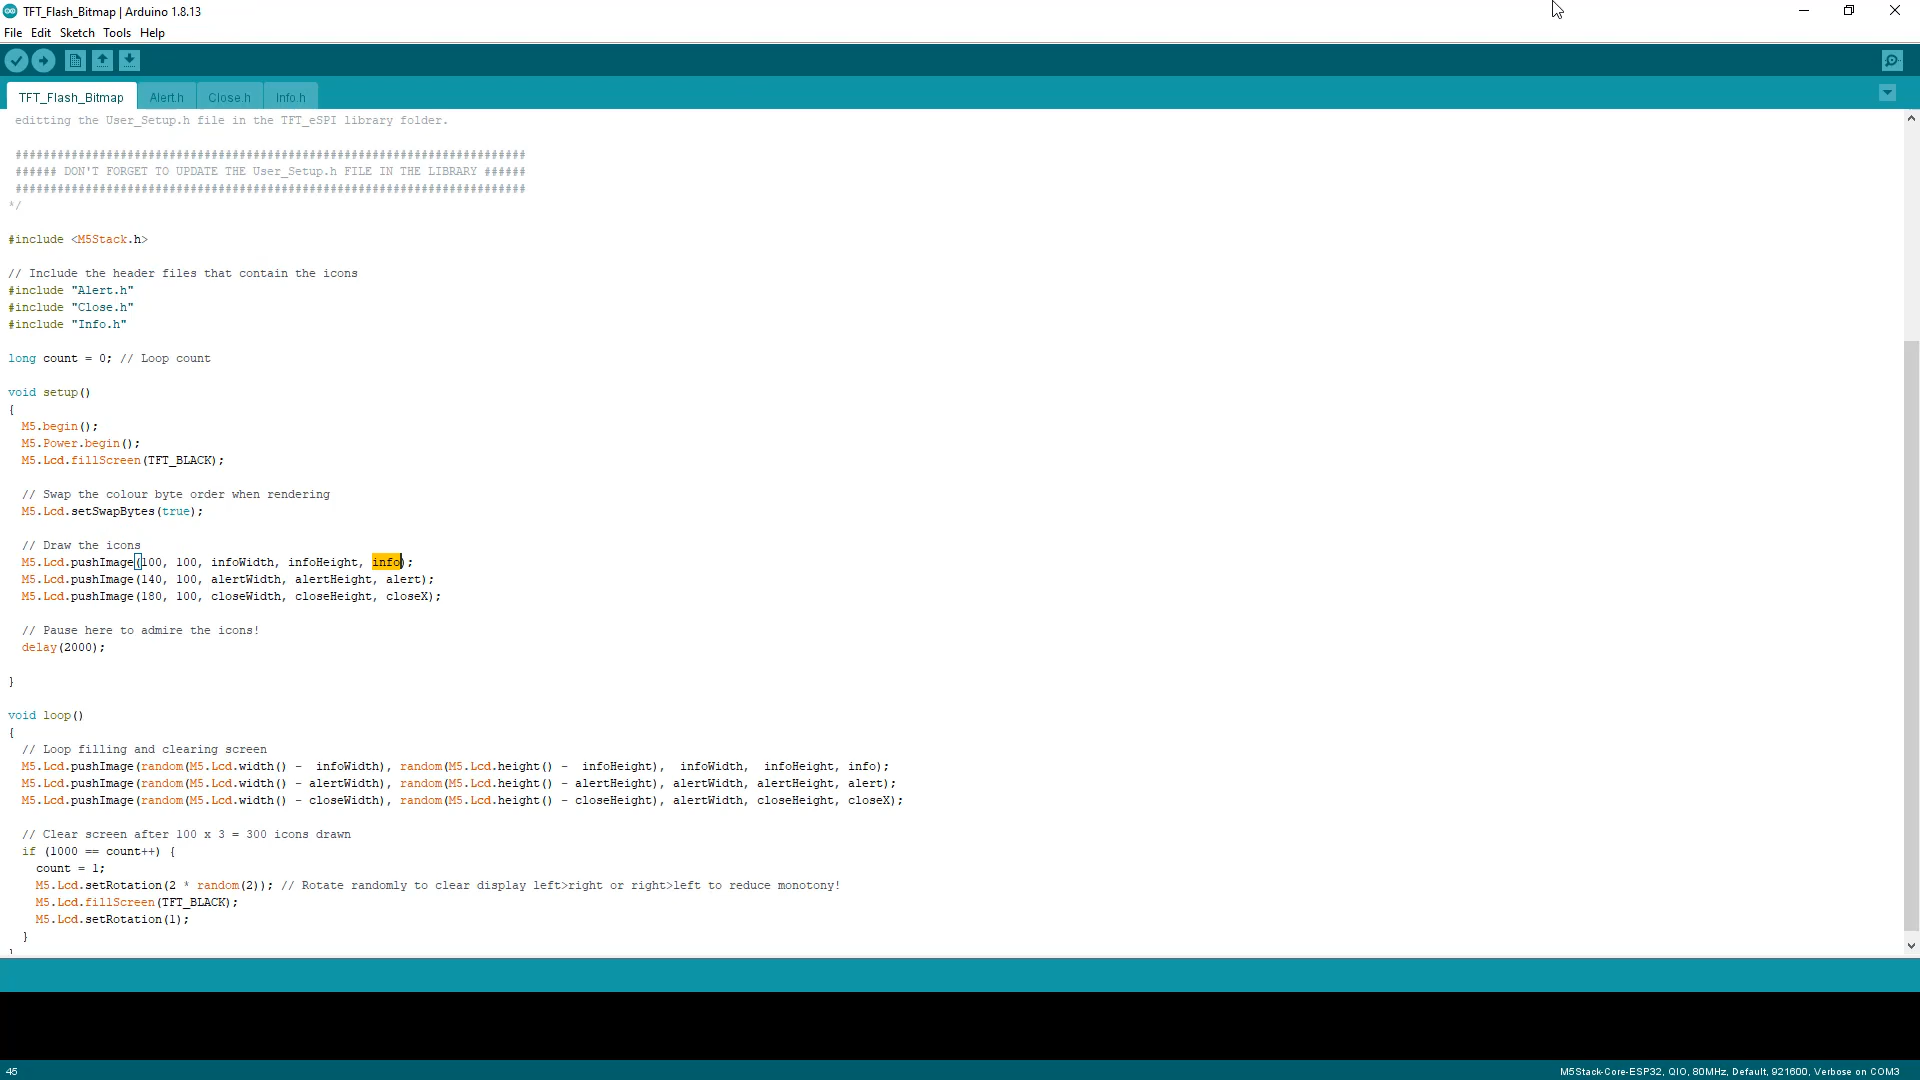 TFT_Flash_Bitmap | Arduino 1.8.13
File Edit Sketch Tools Help
TFT_Flash_Bitmap Alert.h Close.h Info.h
editting the User_Setup.h file in the TFT_eSPI library folder.
#########################################################################
###### DON'T FORGET TO UPDATE THE User_Setup.h FILE IN THE LIBRARY ######
#########################################################################
*/
#include <M5Stack.h>
// Include the header files that contain the icons
#include "Alert.h"
#include "Close.h"
#include "Info.h"
long count = 0; // Loop count
void setup()
{
M5.begin();
M5.Power.begin();
M5.Lcd.fillScreen(TFT_BLACK);
// Swap the colour byte order when rendering
M5.Lcd.setSwapBytes(true);
// Draw the icons
M5.Lcd.pushImage(100, 100, infoWidth, infoHeight, info);
M5.Lcd.pushImage(140, 100, alertWidth, alertHeight, alert);
M5.Lcd.pushImage(180, 100, closeWidth, closeHeight, closeX);
// Pause here to admire the icons!
delay(2000);
}
void loop()
{
// Loop filling and clearing screen
M5.Lcd.pushImage(random(M5.Lcd.width() -  infoWidth), random(M5.Lcd.height() -  infoHeight),  infoWidth,  infoHeight, info);
M5.Lcd.pushImage(random(M5.Lcd.width() - alertWidth), random(M5.Lcd.height() - alertHeight), alertWidth, alertHeight, alert);
M5.Lcd.pushImage(random(M5.Lcd.width() - closeWidth), random(M5.Lcd.height() - closeHeight), alertWidth, closeHeight, closeX);
// Clear screen after 100 x 3 = 300 icons drawn
if (1000 == count++) {
count = 1;
M5.Lcd.setRotation(2 * random(2)); // Rotate randomly to clear display left>right or right>left to reduce monotony!
M5.Lcd.fillScreen(TFT_BLACK);
M5.Lcd.setRotation(1);
}
}
45 M5Stack-Core-ESP32, QIO, 80MHz, Default, 921600, Verbose on COM3